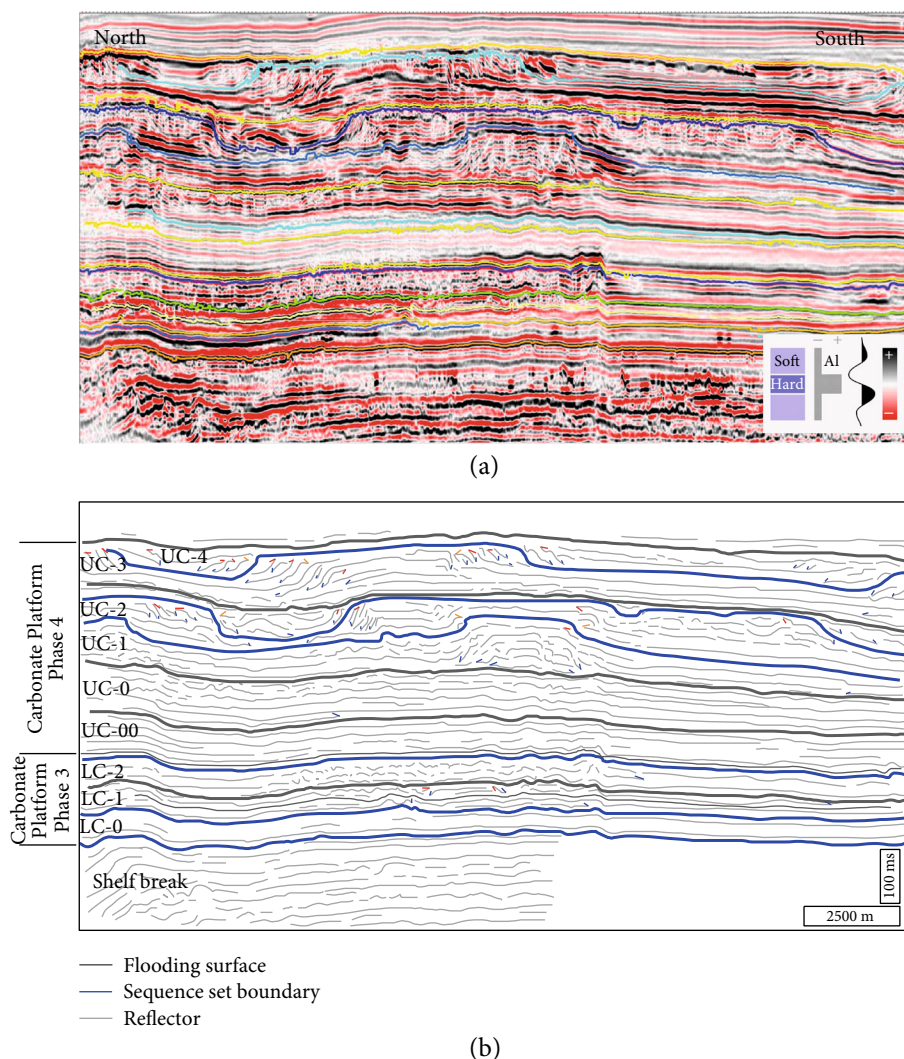 North
South
− +
Soft
AI
+
Hard
−
(a)
UC-4
UC-3
UC-2
UC-1
UC-0
UC-00
LC-2
LC-1
LC-0
Carbonate Platform
Phase 4
Carbonate
Platform
Phase 3
Shelf break
100 ms
2500 m
Flooding surface
Sequence set boundary
Reflector
(b)